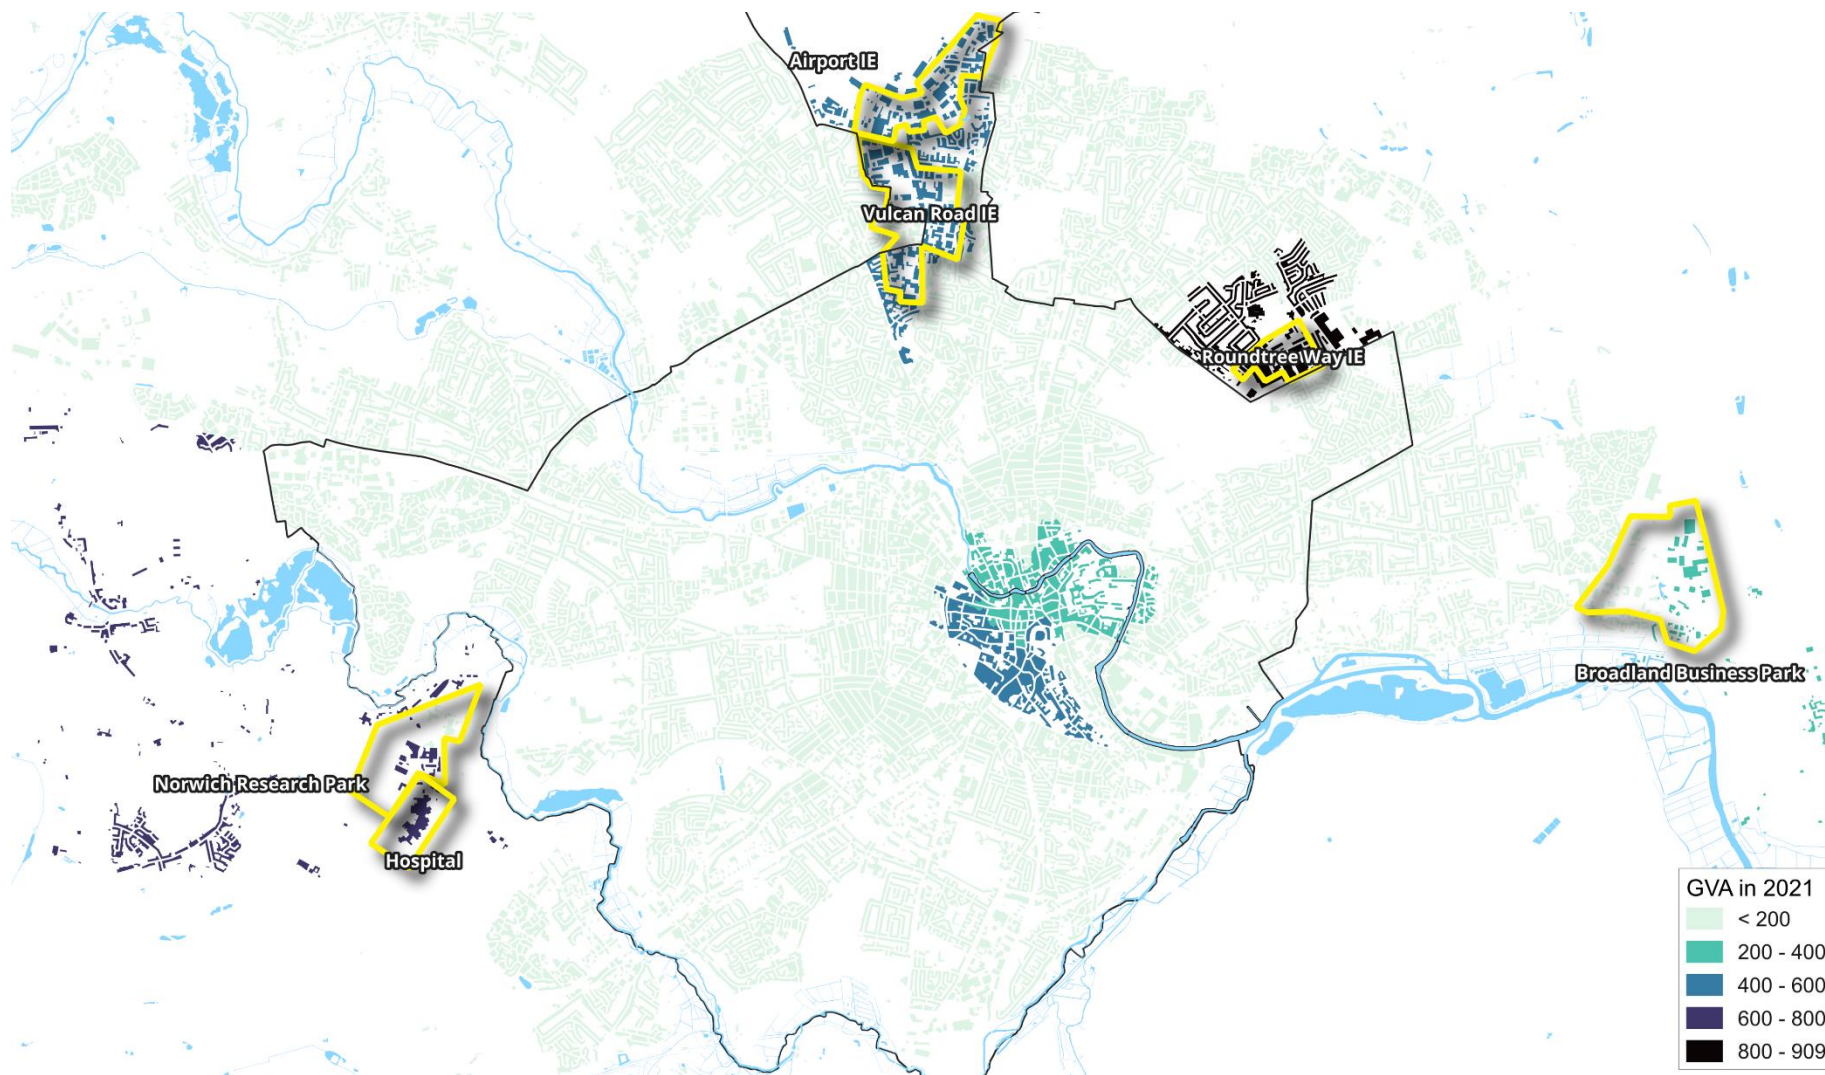 Airport IE
Vulcan Road IE
Roundtree Way IE
Broadland Business Park
Norwich Research Park
Hospital
GVA in 2021
< 200
200 - 400
400 - 600
600 - 800
800 - 909